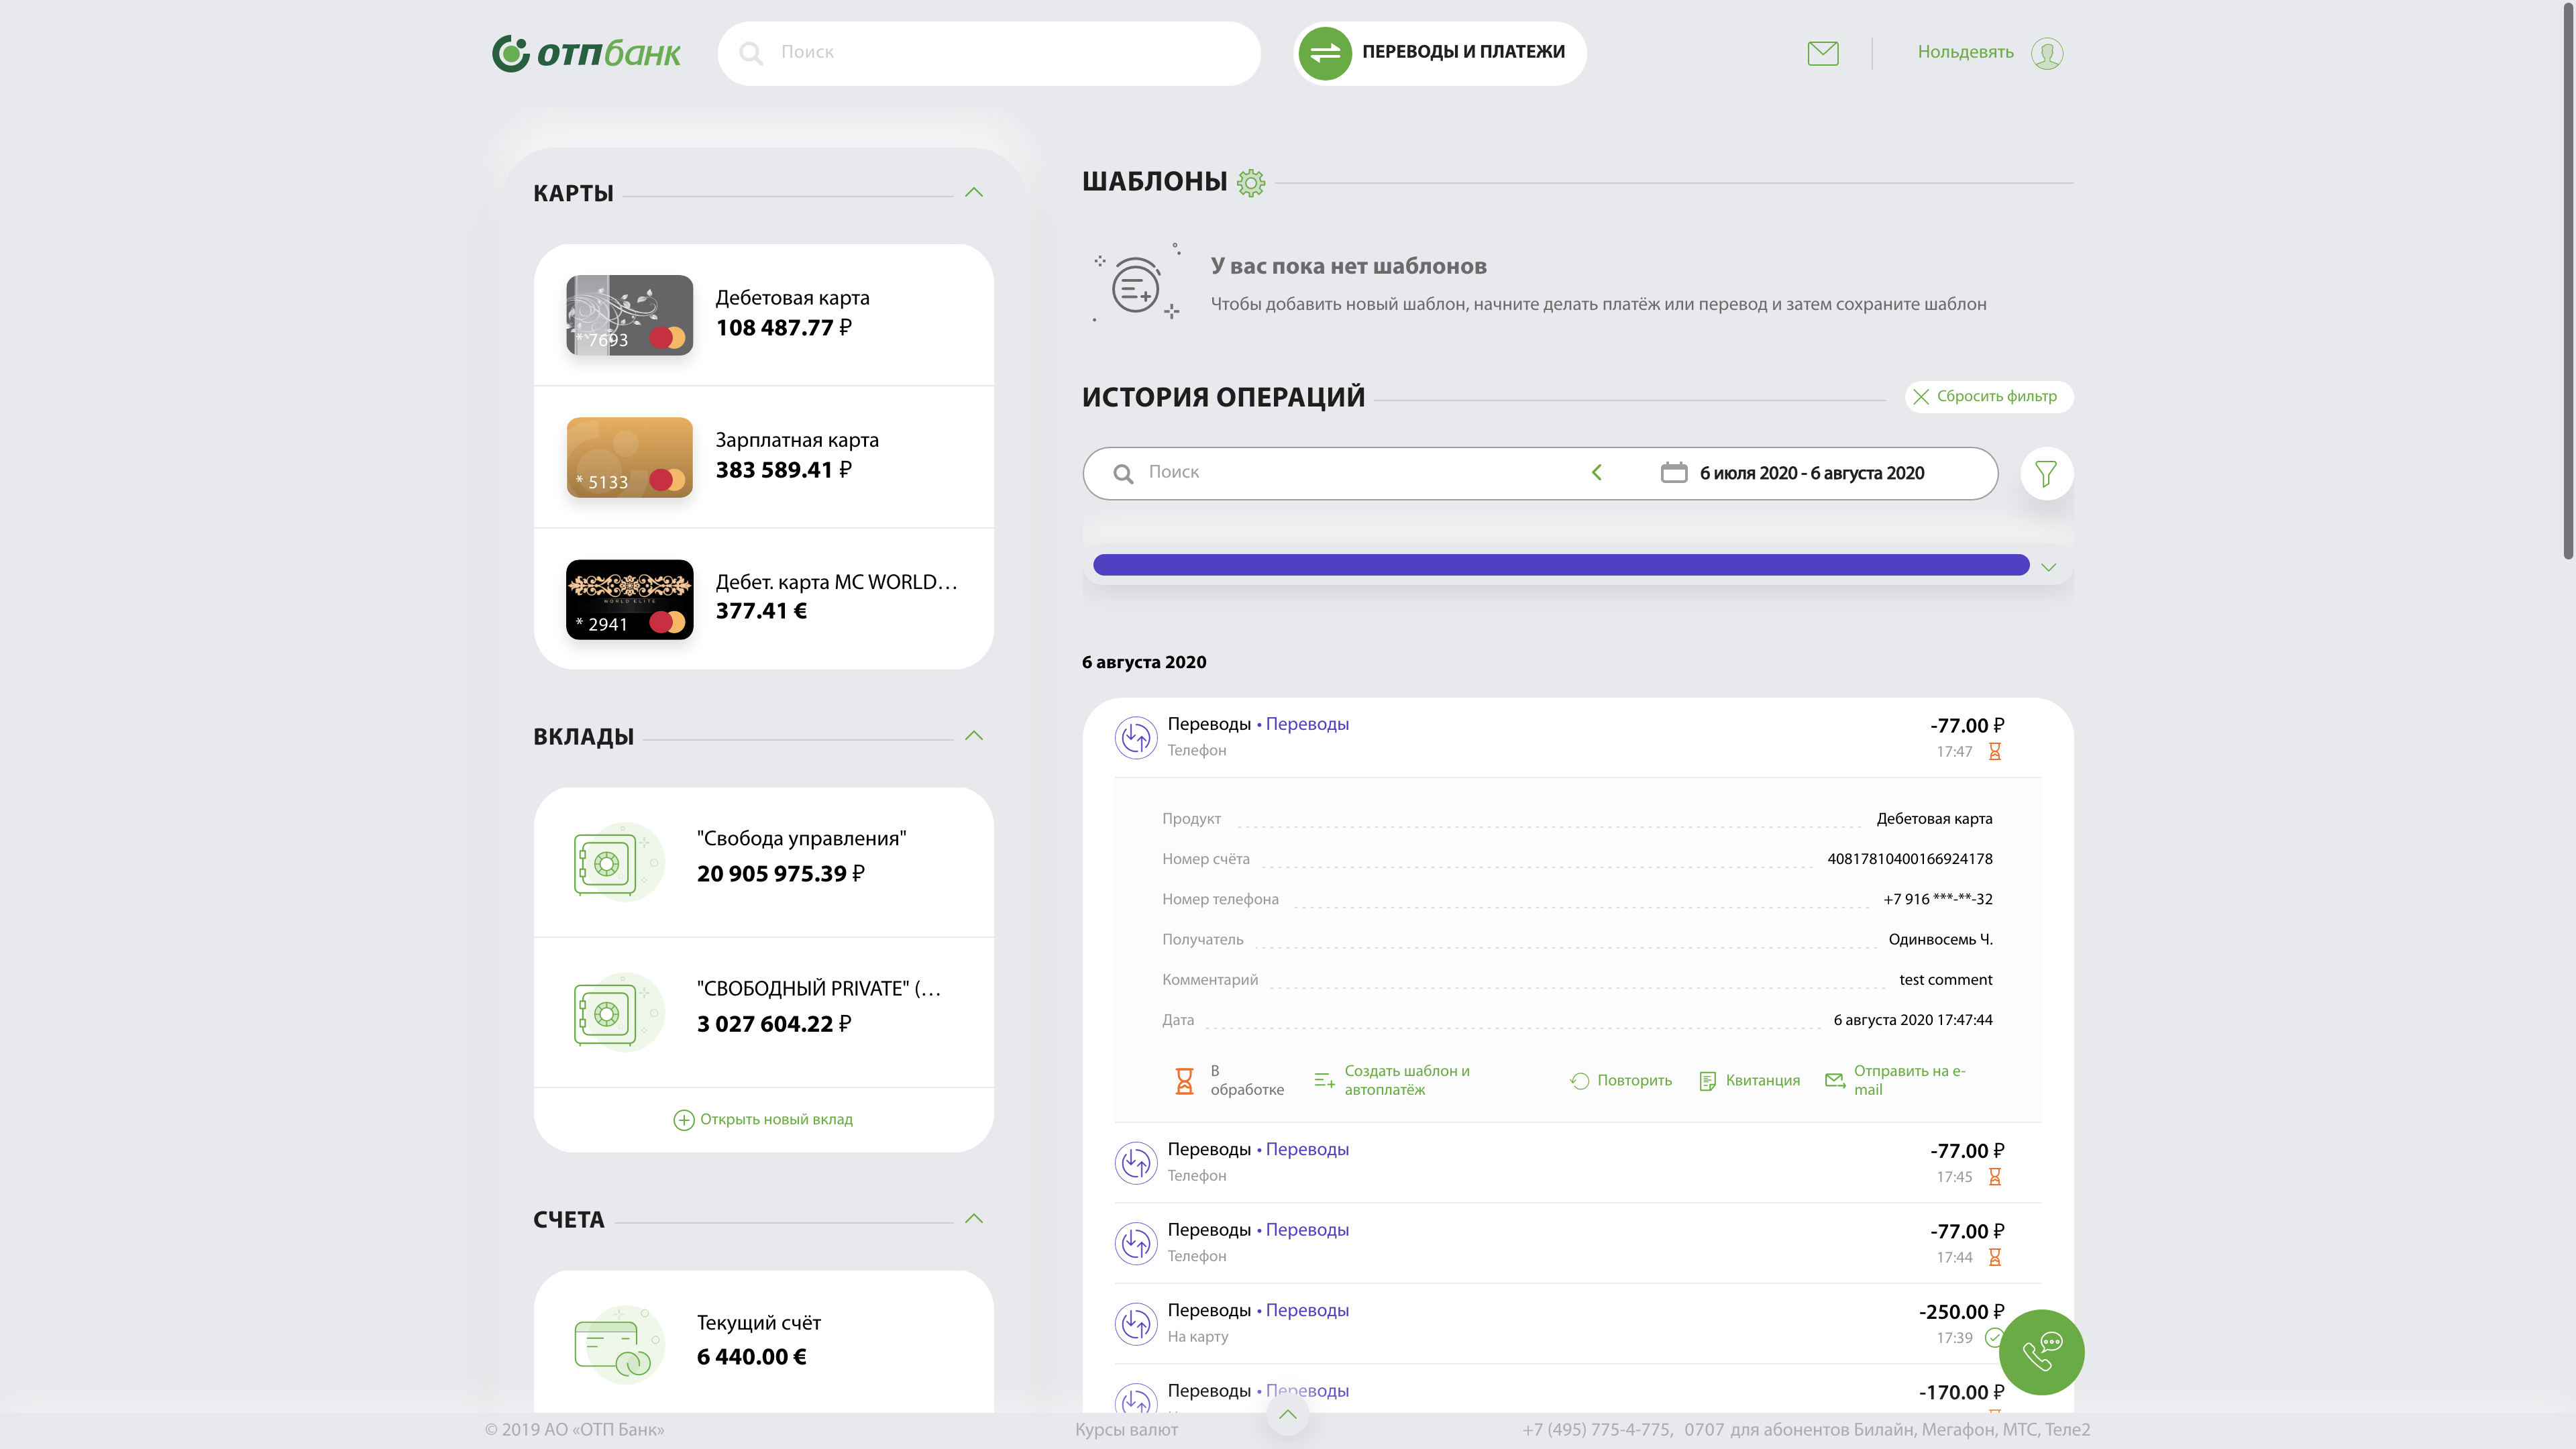 ОТПбанк
Поиск
ПЕРЕВОДЫ И ПЛАТЕЖИ
Нольдевять
КАРТЫ
Дебетовая карта
108 487.77 ₽
* 7693
Зарплатная карта
383 589.41 ₽
* 5133
Дебет. карта MC WORLD…
377.41 €
WORLD ELITE
* 2941
ВКЛАДЫ
"Свобода управления"
20 905 975.39 ₽
"СВОБОДНЫЙ PRIVATE" (…
3 027 604.22 ₽
Открыть новый вклад
СЧЕТА
Текущий счёт
6 440.00 €
ШАБЛОНЫ
У вас пока нет шаблонов
Чтобы добавить новый шаблон, начните делать платёж или перевод и затем сохраните шаблон
ИСТОРИЯ ОПЕРАЦИЙ
Сбросить фильтр
Поиск
6 июля 2020 - 6 августа 2020
6 августа 2020
Переводы • Переводы
-77.00 ₽
Телефон
17:47
Продукт Дебетовая карта
Номер счёта 40817810400166924178
Номер телефона +7 916 ***-**-32
Получатель Одинвосемь Ч.
Комментарий test comment
Дата 6 августа 2020 17:47:44
В
обработке
Создать шаблон и
автоплатёж
Повторить
Квитанция
Отправить на e-
mail
Переводы • Переводы
-77.00 ₽
Телефон
17:45
Переводы • Переводы
-77.00 ₽
Телефон
17:44
Переводы • Переводы
-250.00 ₽
На карту
17:39
Переводы • Переводы
-170.00 ₽
© 2019 АО «ОТП Банк»
Курсы валют
+7 (495) 775-4-775, 0707 для абонентов Билайн, Мегафон, МТС, Теле2